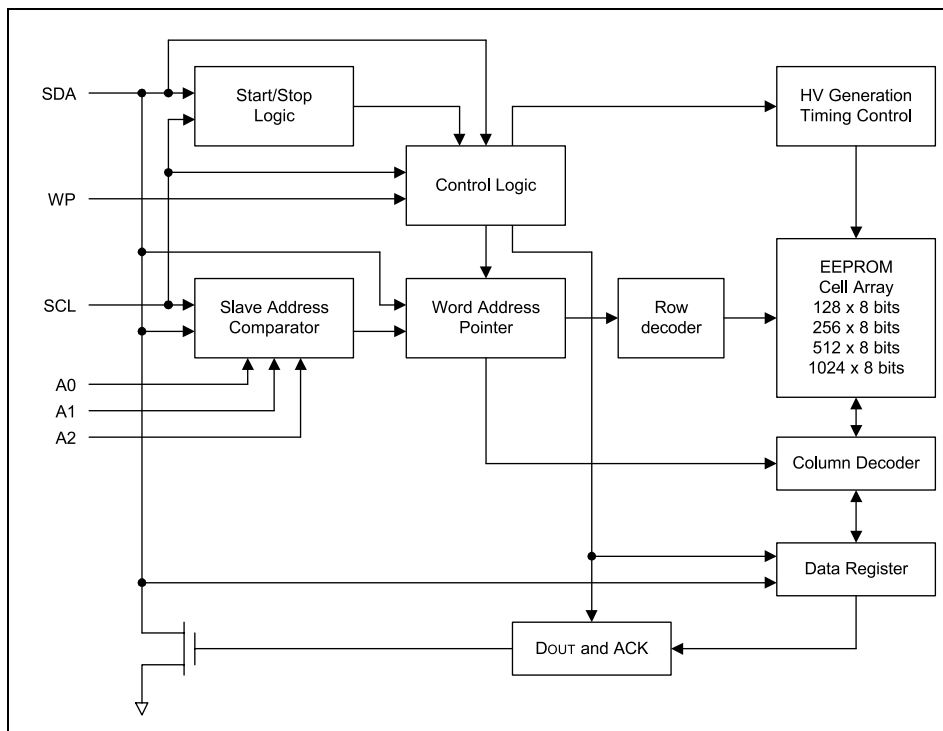 SDA
Start/Stop
Logic
HV Generation
Timing Control
Control Logic
WP
SCL
Slave Address
Comparator
Word Address
Pointer
Row
decoder
EEPROM
Cell Array
128 x 8 bits
256 x 8 bits
512 x 8 bits
1024 x 8 bits
A0
A1
A2
Column Decoder
Data Register
DOUT and ACK